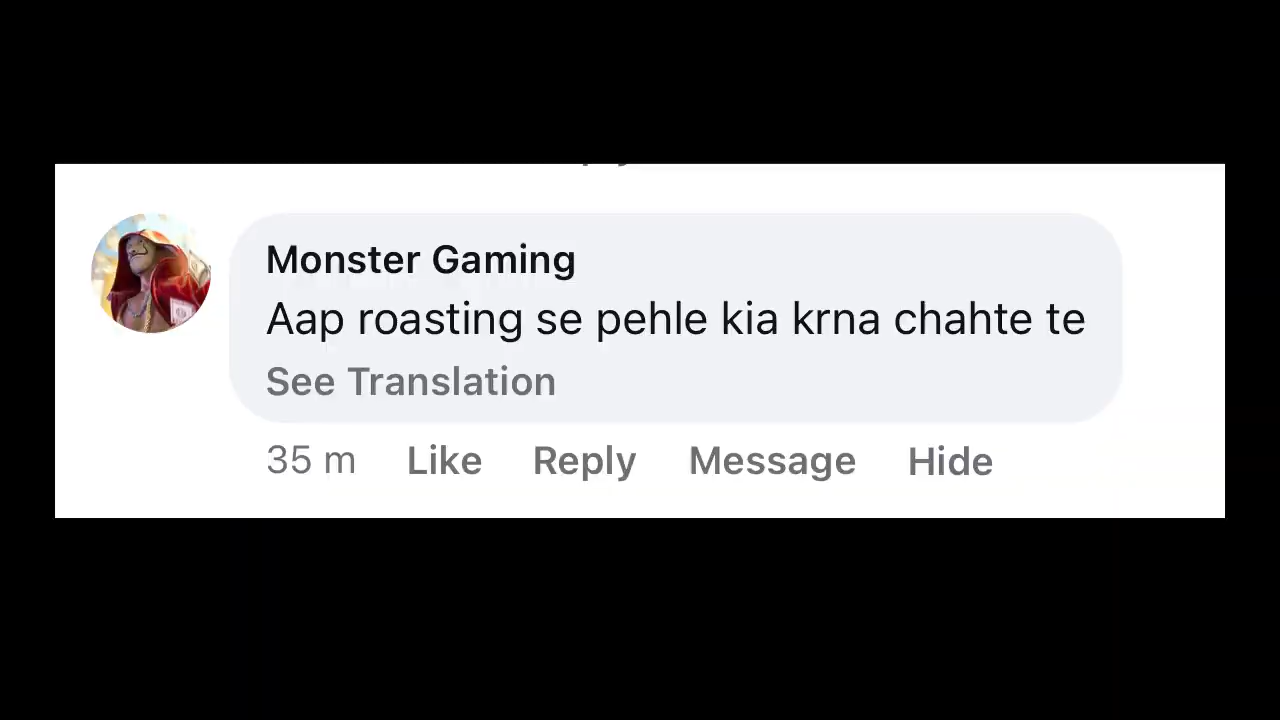 Monster Gaming
Aap roasting se pehle kia krna chahte te
See Translation
35 m Like Reply Message Hide